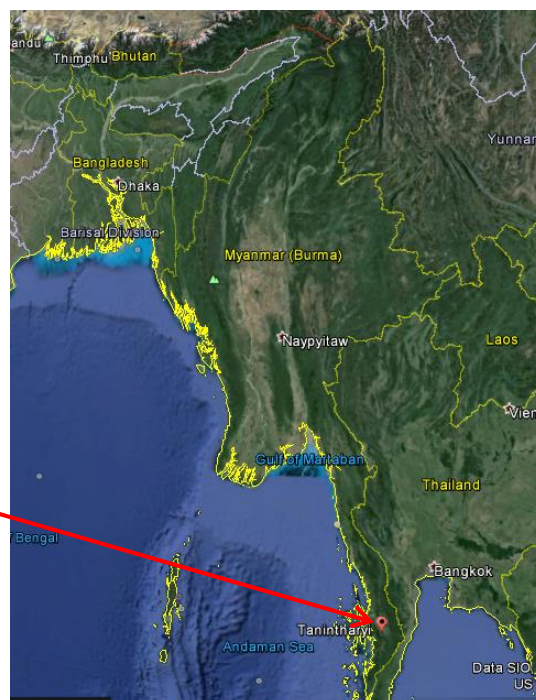 andu
Thimphu Bhutan
Yunnan
Bangladesh
Dhaka
Barisal Division
Myanmar (Burma)
Naypyitaw
Laos
Vien
Gulf of Martaban
Thailand
f Bengal
Bangkok
Tanintharyi
Andaman Sea
Data SIO
US